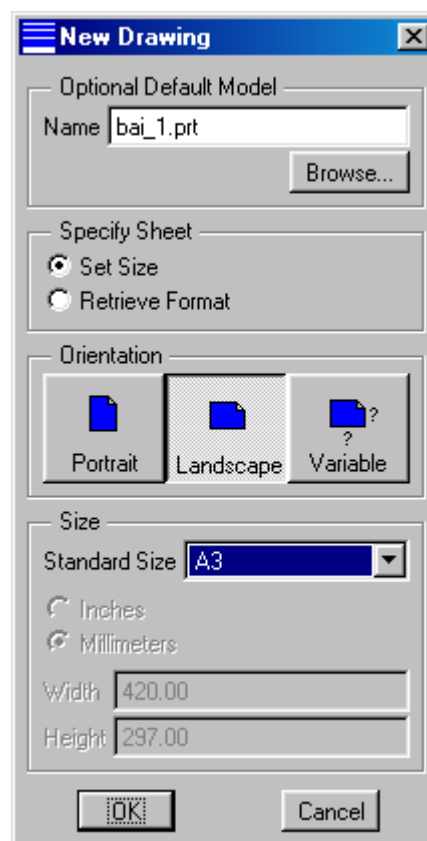 New Drawing
Optional Default Model
Name bai_1.prt
Browse...
Specify Sheet
Set Size
Retrieve Format
Orientation
? ?
Portrait Landscape Variable
Size
Standard Size A3
Inches
Millimeters
Width 420.00
Height 297.00
OK Cancel